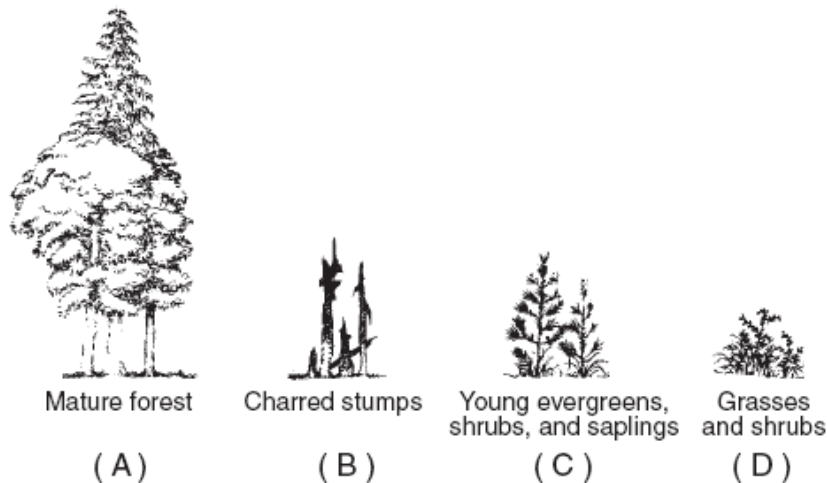 Mature forest
Charred stumps
Young evergreens,
shrubs, and saplings
Grasses
and shrubs
( A )
( B )
( C )
( D )